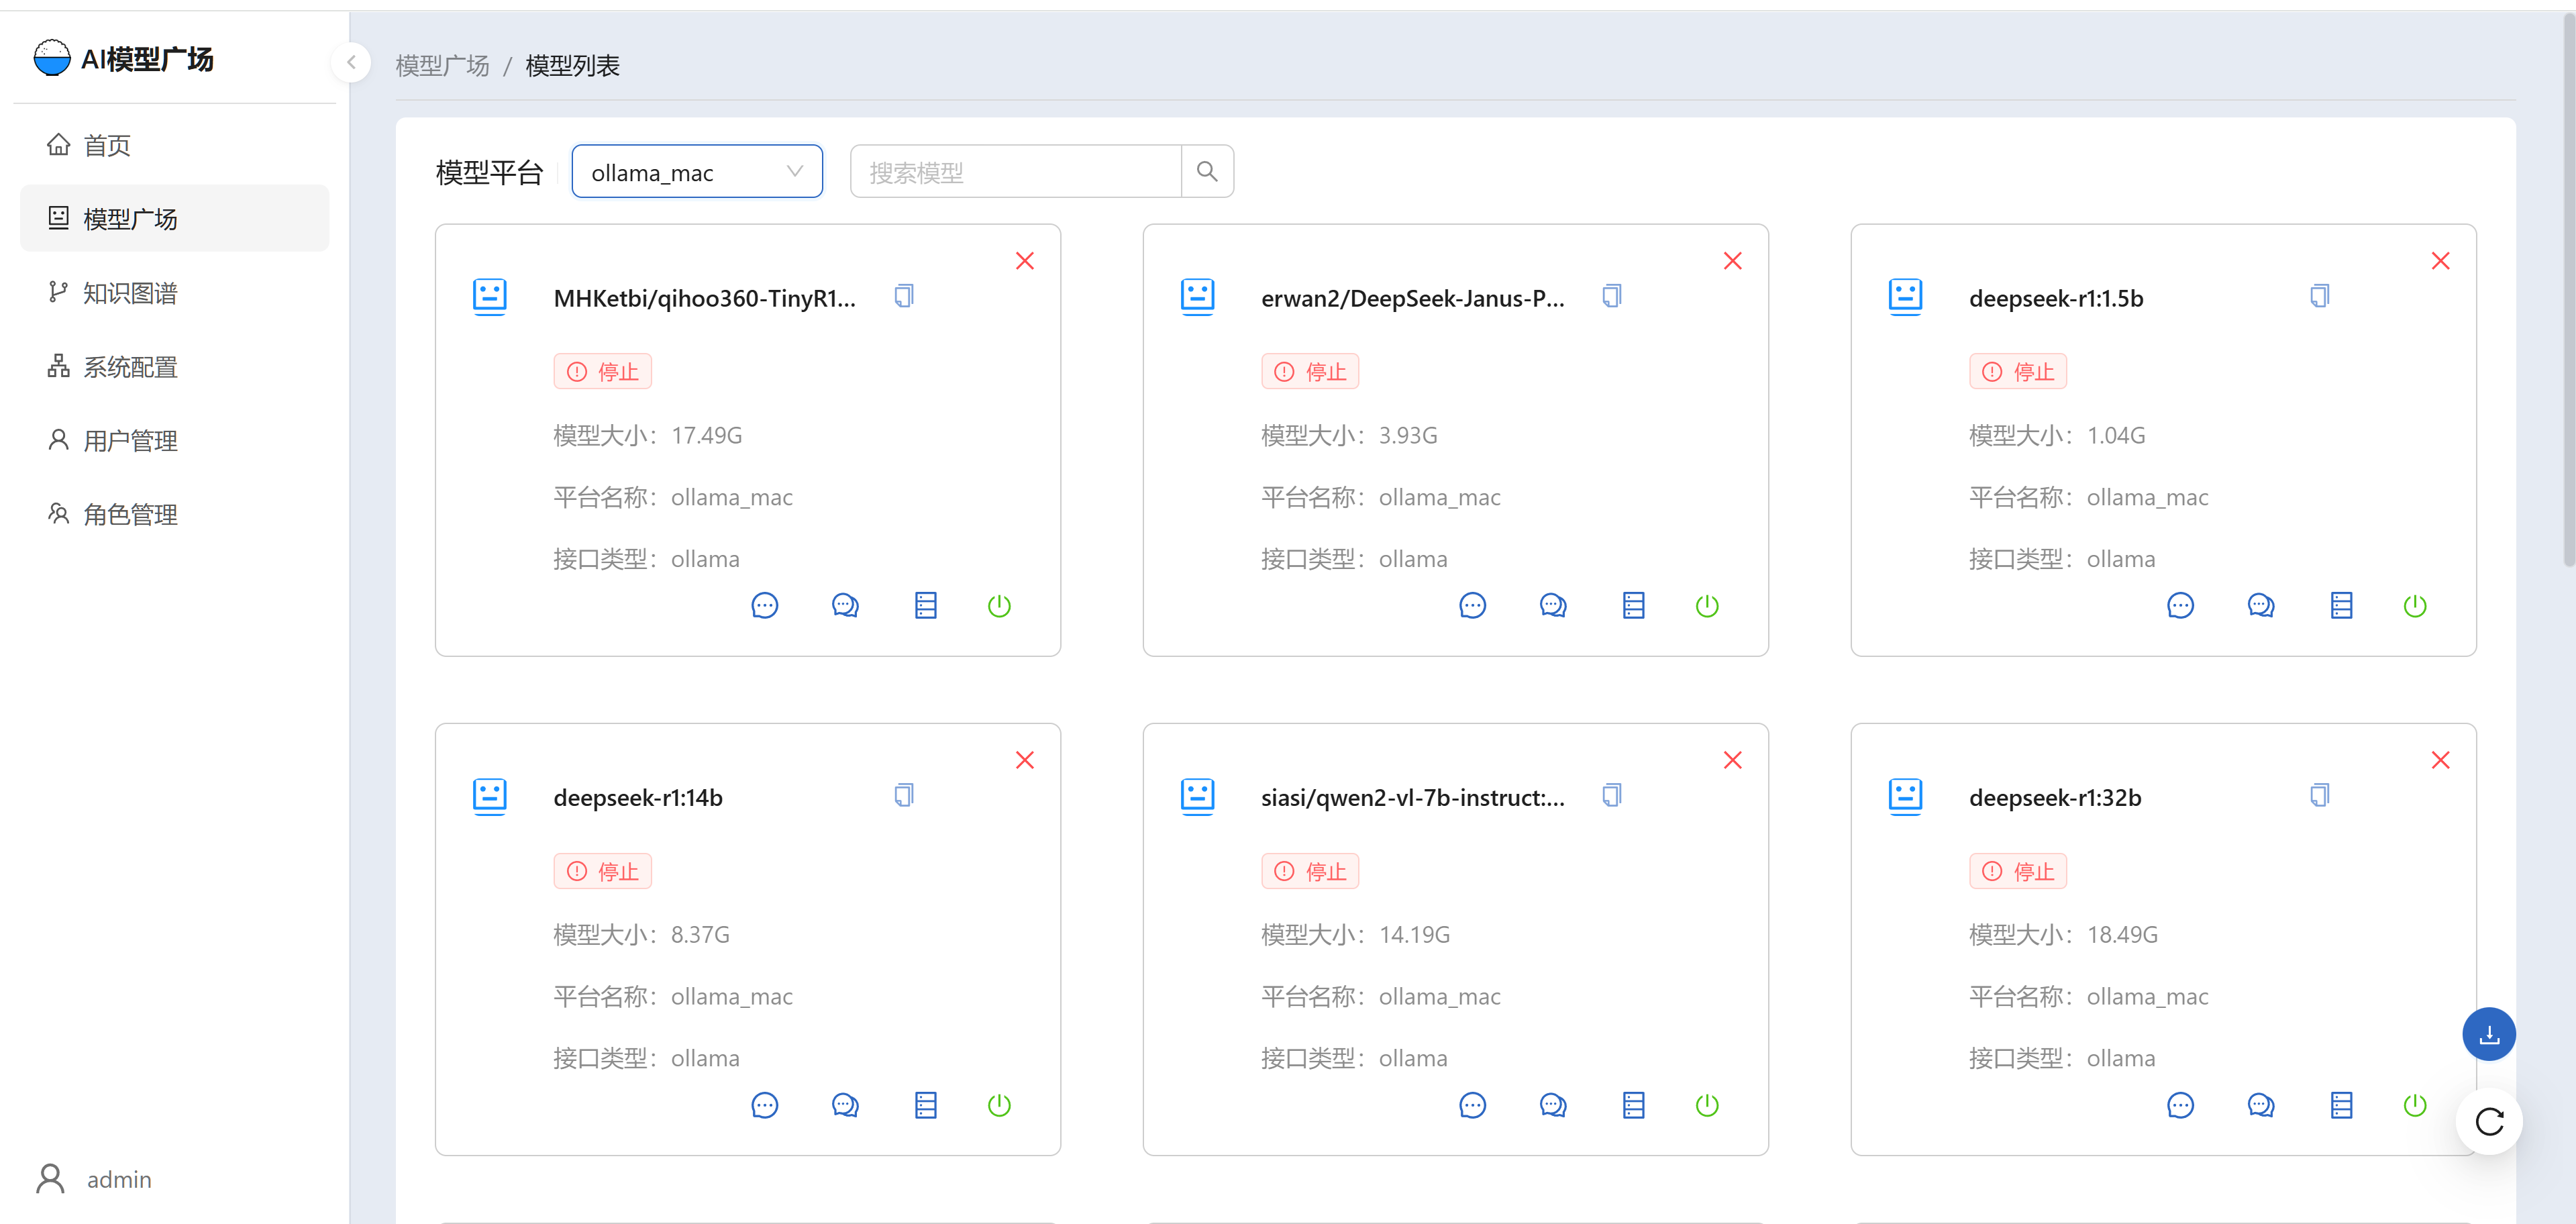 AI模型广场
首页
模型广场
知识图谱
系统配置
用户管理
角色管理
admin
模型广场 / 模型列表
模型平台
ollama_mac
搜索模型
MHKetbi/qihoo360-TinyR1...
停止
模型大小：17.49G
平台名称：ollama_mac
接口类型：ollama
erwan2/DeepSeek-Janus-P...
停止
模型大小：3.93G
平台名称：ollama_mac
接口类型：ollama
deepseek-r1:1.5b
停止
模型大小：1.04G
平台名称：ollama_mac
接口类型：ollama
deepseek-r1:14b
停止
模型大小：8.37G
平台名称：ollama_mac
接口类型：ollama
siasi/qwen2-vl-7b-instruct:...
停止
模型大小：14.19G
平台名称：ollama_mac
接口类型：ollama
deepseek-r1:32b
停止
模型大小：18.49G
平台名称：ollama_mac
接口类型：ollama